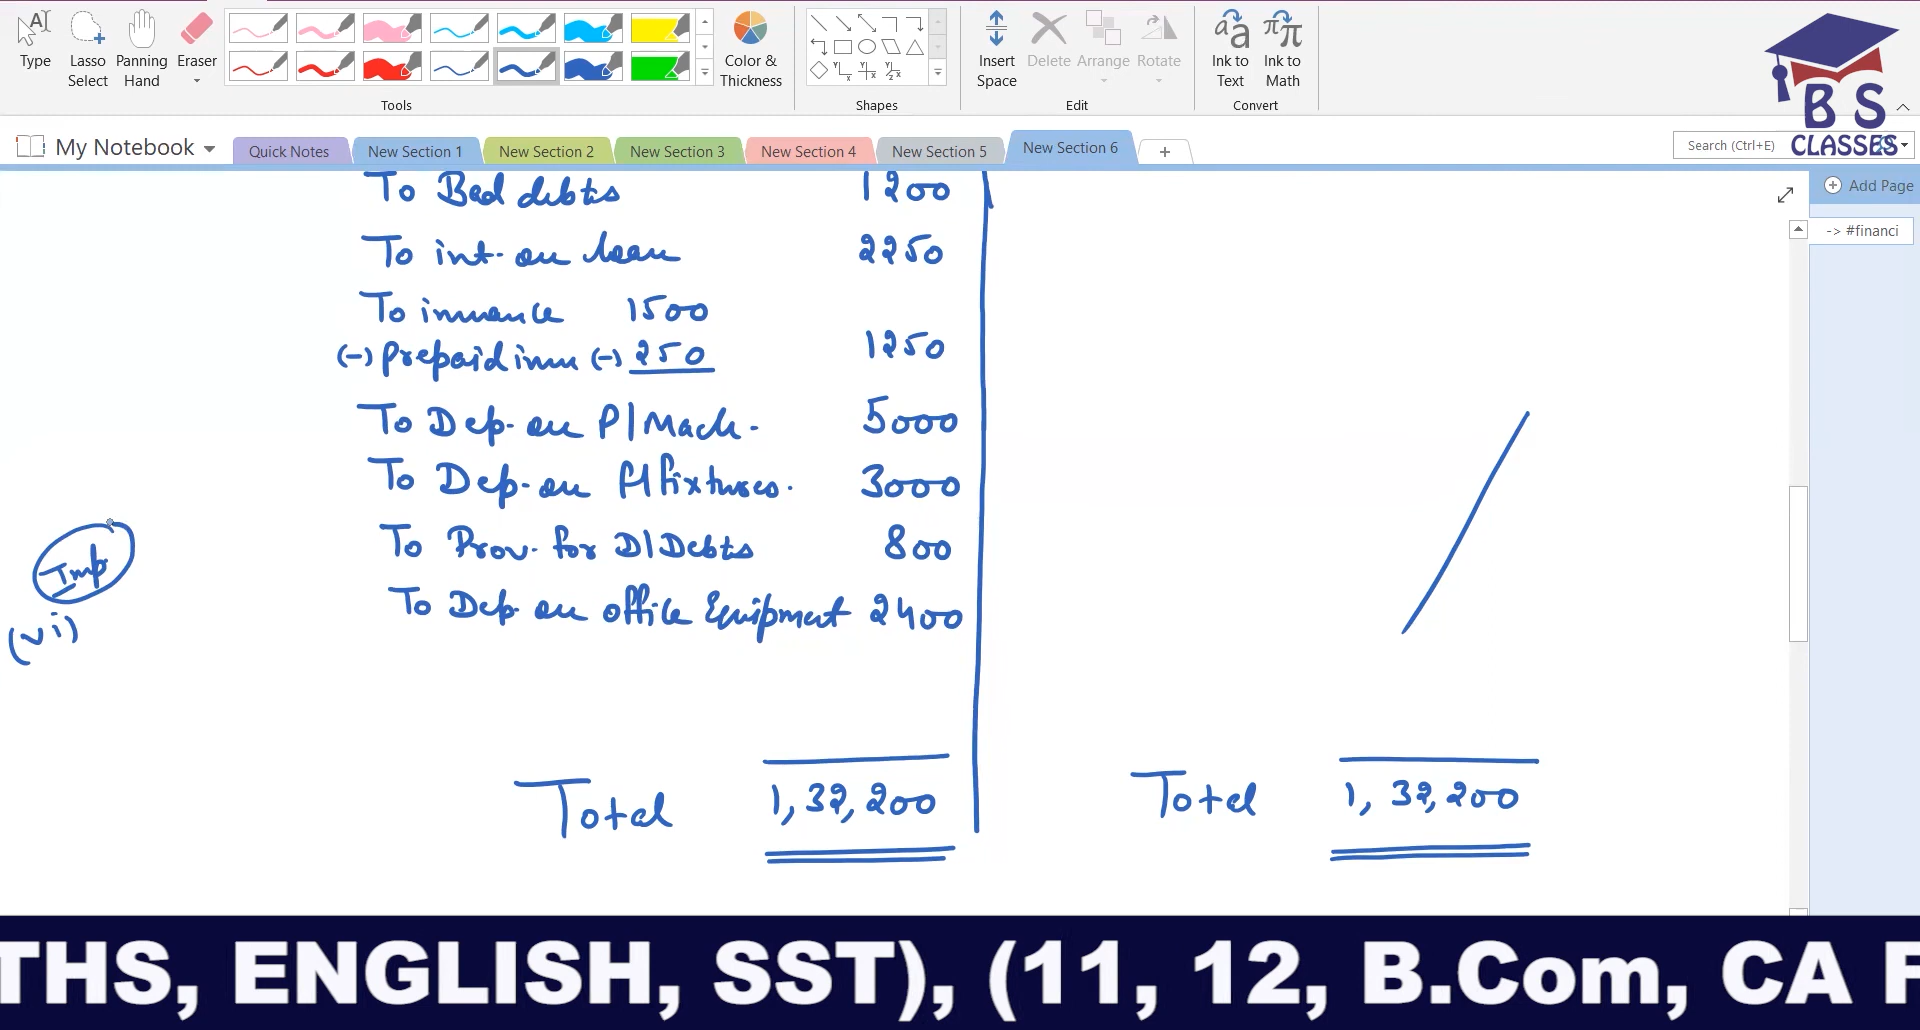 Type
Lasso Select
Panning Hand
Eraser
Color & Thickness
Insert Space
Delete
Arrange
Rotate
Ink to Text
Ink to Math
Tools
Shapes
Edit
Convert
BS
CLASSES
My Notebook
Quick Notes
New Section 1
New Section 2
New Section 3
New Section 4
New Section 5
New Section 6
Search (Ctrl+E)
Add Page
-> #financi
To Bad debts 1200
To int. on loan 2250
To insurance 1500
(-) Prepaid insu (-) 250 1250
To Dep. on P/Mach. 5000
To Dep. on f/fixtures. 3000
To Prov. for D/Debts 800
Imp
(vi)
To Dep. on office Equipment 2400
Total 1,32,200
Total 1,32,200
THS, ENGLISH, SST), (11, 12, B.Com, CA F